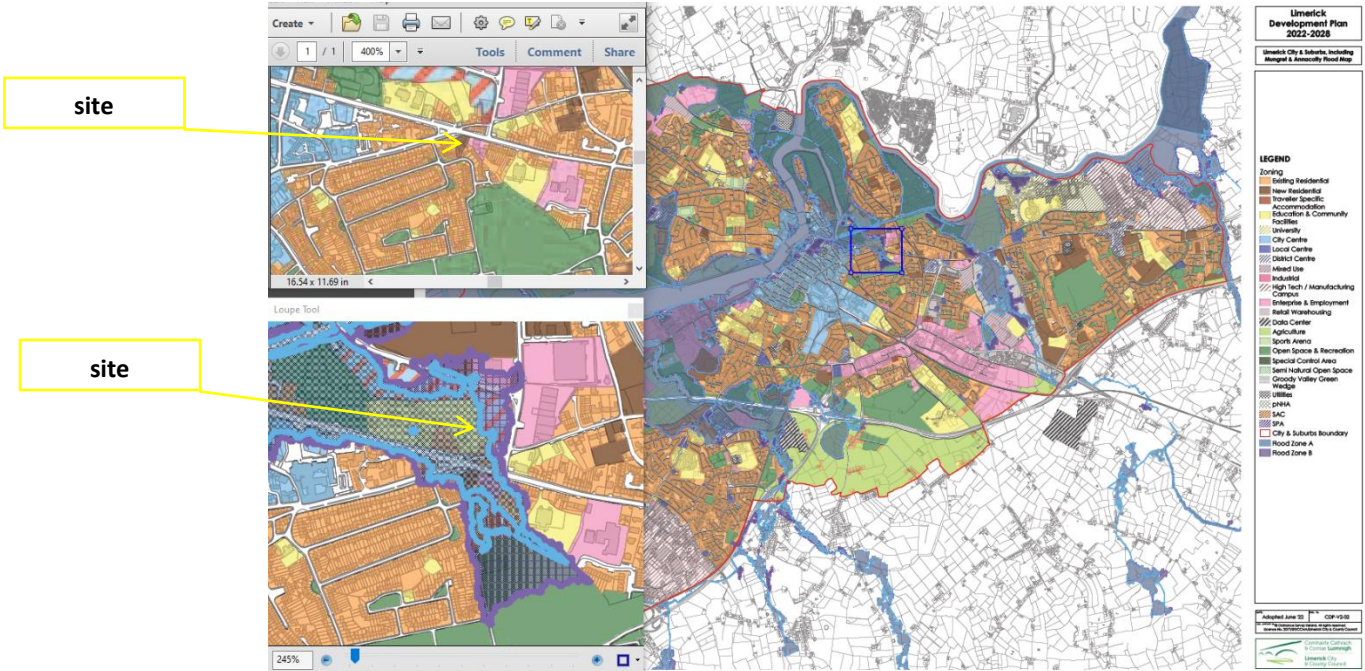 site
site
Create
1 / 1
400%
Tools
Comment
Share
16.54 x 11.69 in
Loupe Tool
245%
Limerick
Development Plan
2022-2028
Limerick City & Suburbs, including
Mungret & Annacotty Flood Map
LEGEND
Zoning
Existing Residential
New Residential
Traveller Specific
Accommodation
Education & Community
Facilities
University
City Centre
Local Centre
District Centre
Mixed Use
Industrial
High Tech / Manufacturing
Campus
Enterprise & Employment
Retail Warehousing
Data Center
Agriculture
Sports Arena
Open Space & Recreation
Special Control Area
Semi Natural Open Space
Groody Valley Green
Wedge
Utilities
pNHA
SAC
SPA
City & Suburbs Boundary
Flood Zone A
Flood Zone B
Adopted June '22
Comhairle Cathrach
& Contae Luimnigh
Limerick City
& County Council